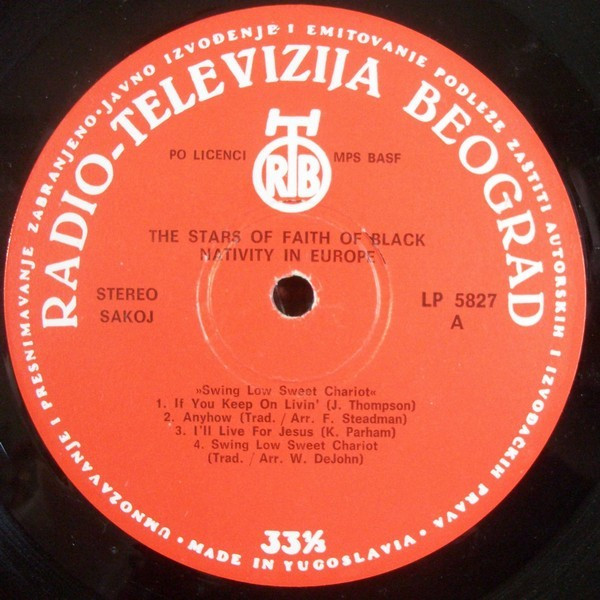 UMNOŽAVANJE I PRESNIMAVANJE ZABRANJENO · JAVNO IZVOĐENJE I EMITOVANJE PODLEŽE ZAŠTITI AUTORSKIH I IZVOĐAČKIH PRAVA ·
RADIO-TELEVIZIJA BEOGRAD
PO LICENCI
RTB
MPS BASF
THE STARS OF FAITH OF BLACK
NATIVITY IN EUROPE
STEREO
SAKOJ
LP 5827
A
»Swing Low Sweet Chariot«
1. If You Keep On Livin' (J. Thompson)
2. Anyhow (Trad. / Arr. F. Steadman)
3. I'll Live For Jesus (K. Parham)
4. Swing Low Sweet Chariot
(Trad. / Arr. W. DeJohn)
33⅓
· MADE IN YUGOSLAVIA ·